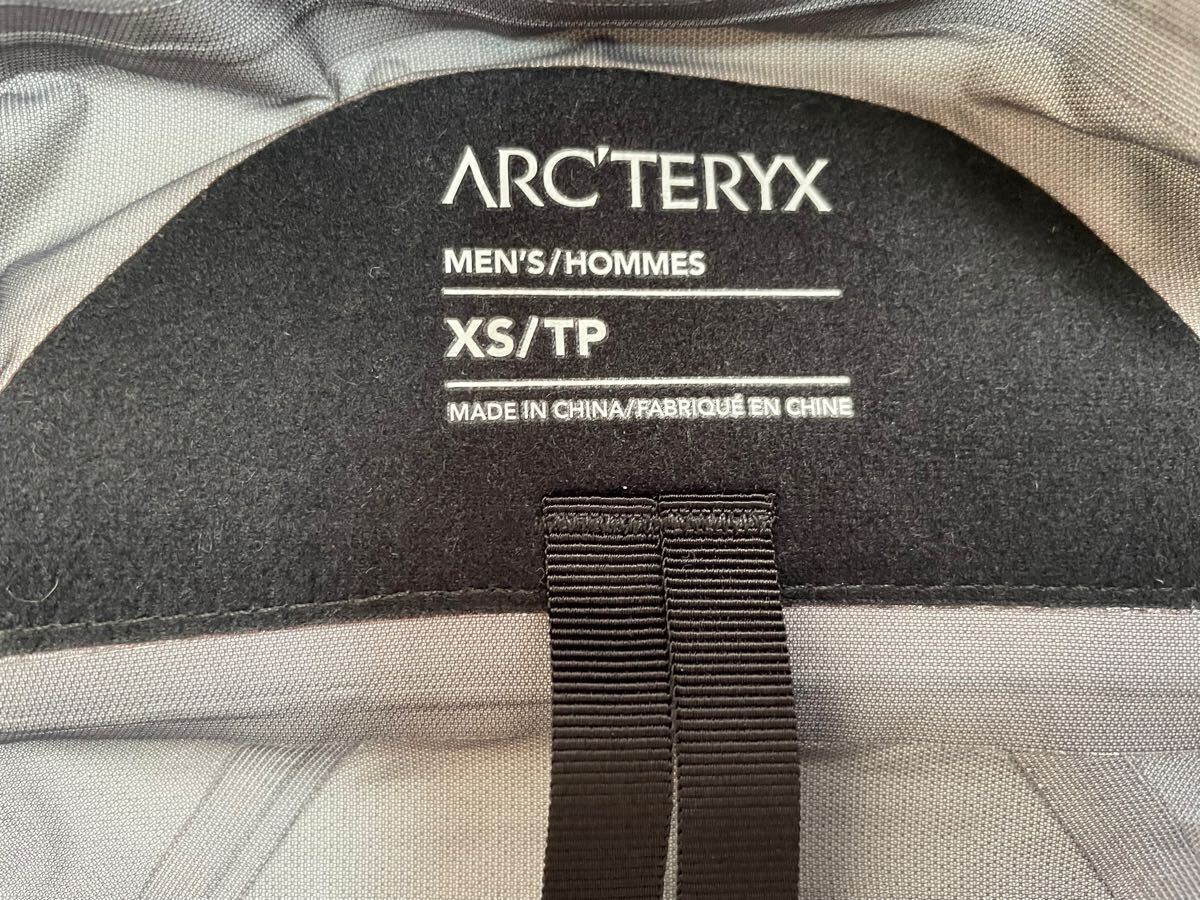 ARC'TERYX
MEN'S/HOMMES
XS/TP
MADE IN CHINA/FABRIQUÉ EN CHINE